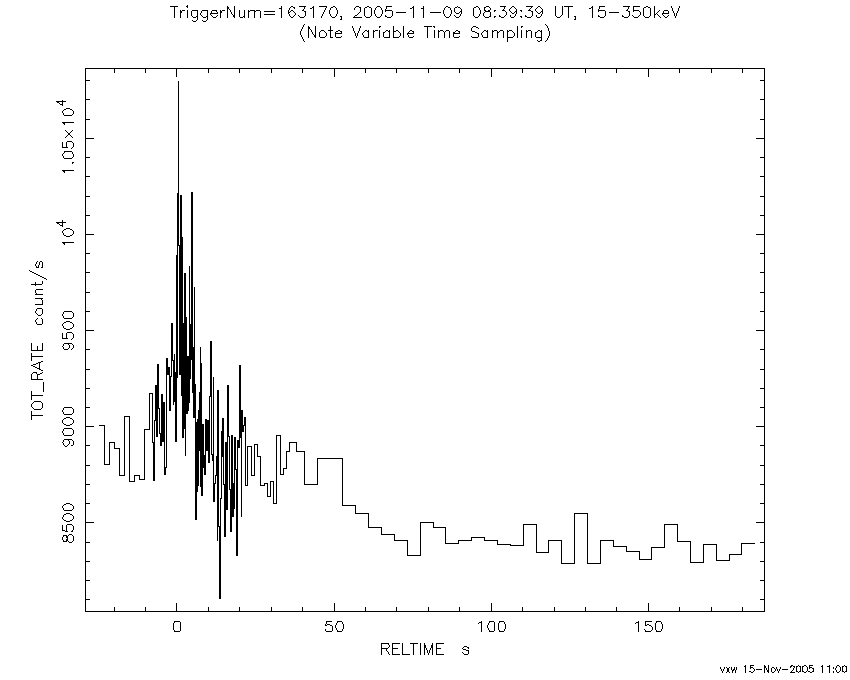 TriggerNum=163170, 2005-11-09 08:39:39 UT, 15-350keV
(Note Variable Time Sampling)
TOT_RATE count/s
1.05×10⁴
10⁴
9500
9000
8500
0 50 100 150
RELTIME s
vxw 15-Nov-2005 11:00